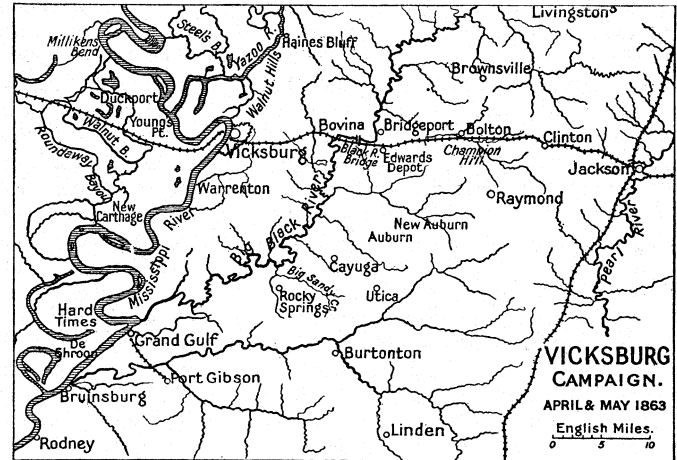 Livingston
Steele's B.
Yazoo R.
Millikens
Bend
Haines Bluff
Walnut Hills
Brownsville
Duckport
Youngs
Pt.
Walnut B.
Roundeway
Bayou
Bovina
Bridgeport
Bolton
Clinton
Vicksburg
Black R.
Bridge
Edwards
Depot
Champion
Hill
Jackson
Warrenton
Raymond
New
Carthage
Mississippi River
Big Black River
New Auburn
Auburn
Pearl River
Cayuga
Big Sandy Ck.
Rocky
Springs
Utica
Hard
Times
De
Shroon
Grand Gulf
Burtonton
Port Gibson
Bruinsburg
Linden
Rodney
VICKSBURG
CAMPAIGN.
APRIL & MAY 1863
English Miles.
0 5 10